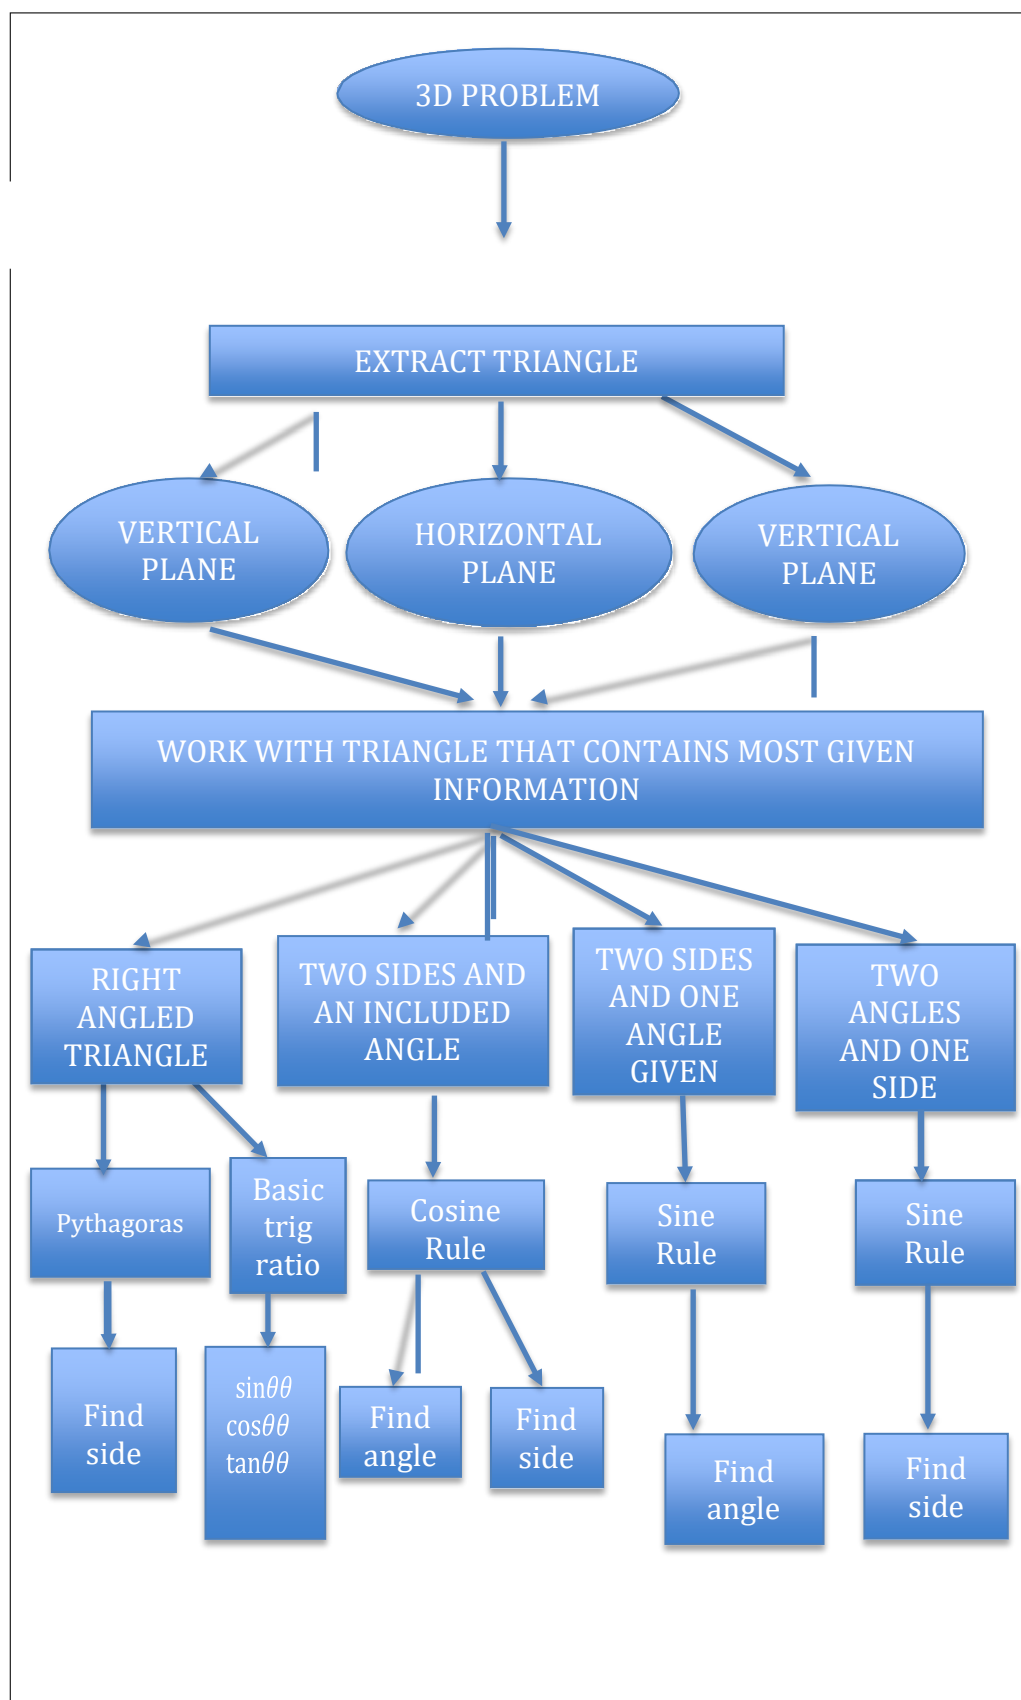 3D PROBLEM
EXTRACT TRIANGLE
VERTICAL
PLANE
HORIZONTAL
PLANE
VERTICAL
PLANE
WORK WITH TRIANGLE THAT CONTAINS MOST GIVEN
INFORMATION
RIGHT
ANGLED
TRIANGLE
TWO SIDES AND
AN INCLUDED
ANGLE
TWO SIDES
AND ONE
ANGLE
GIVEN
TWO
ANGLES
AND ONE
SIDE
Pythagoras
Basic
trig
ratio
Cosine
Rule
Sine
Rule
Sine
Rule
Find
side
sin𝜃𝜃
cos𝜃𝜃
tan𝜃𝜃
Find
angle
Find
side
Find
angle
Find
side